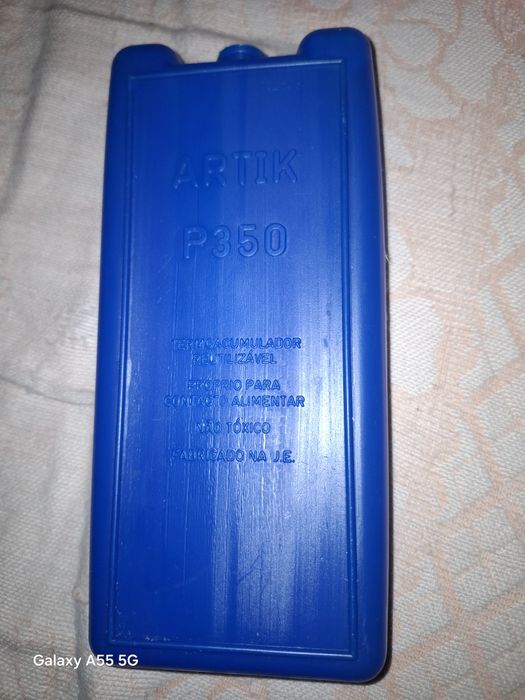 ARTIK
P350
TERMOACUMULADOR
REUTILIZÁVEL
PRÓPRIO PARA
CONTACTO ALIMENTAR
NÃO TÓXICO
FABRICADO NA U.E.
Galaxy A55 5G